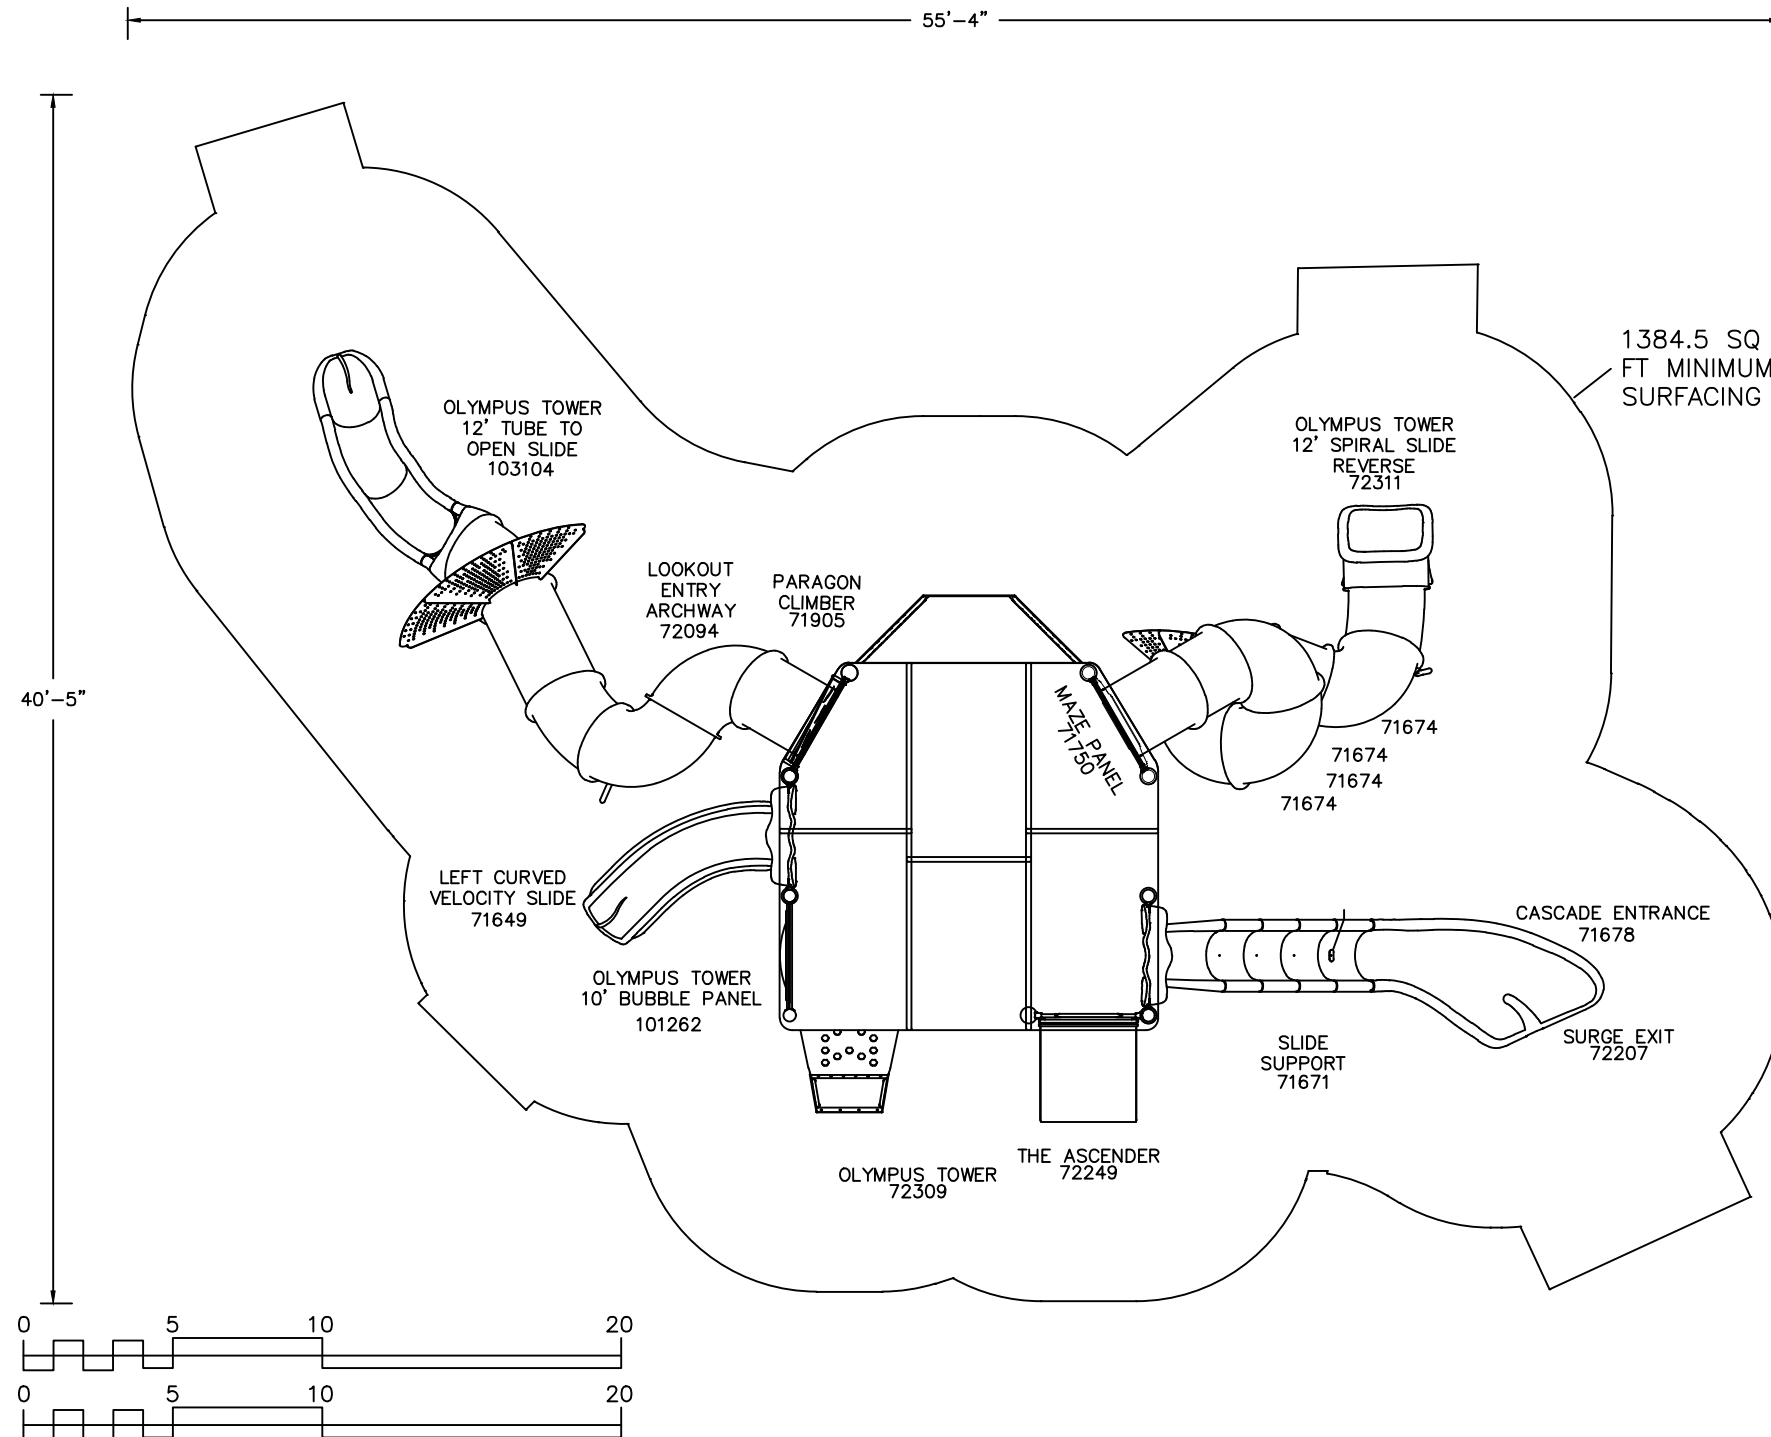 55'-4"
1384.5 SQ
FT MINIMUM
SURFACING
OLYMPUS TOWER
12' TUBE TO
OPEN SLIDE
103104
OLYMPUS TOWER
12' SPIRAL SLIDE
REVERSE
72311
LOOKOUT
ENTRY
ARCHWAY
72094
PARAGON
CLIMBER
71905
40'-5"
MAZE PANEL
71750
71674
71674
71674
71674
LEFT CURVED
VELOCITY SLIDE
71649
CASCADE ENTRANCE
71678
OLYMPUS TOWER
10' BUBBLE PANEL
101262
SLIDE
SUPPORT
71671
SURGE EXIT
72207
OLYMPUS TOWER
72309
THE ASCENDER
72249
0 5 10 20
0 5 10 20